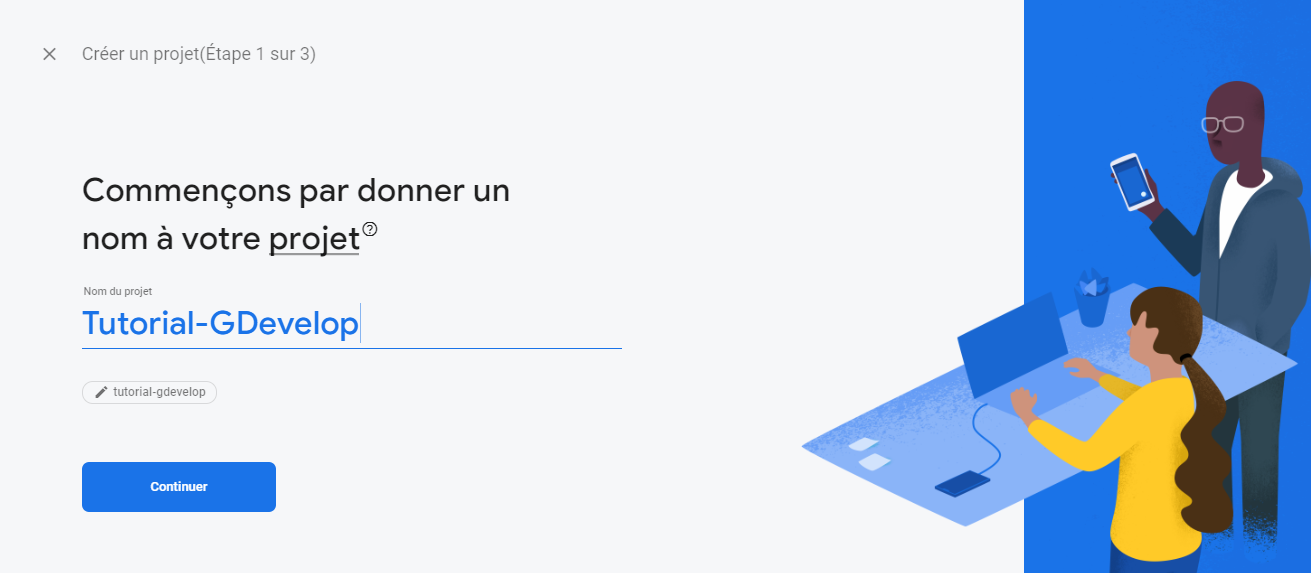 Créer un projet(Étape 1 sur 3)
Commençons par donner un
nom à votre projet?
Nom du projet
Tutorial-GDevelop
tutorial-gdevelop
Continuer